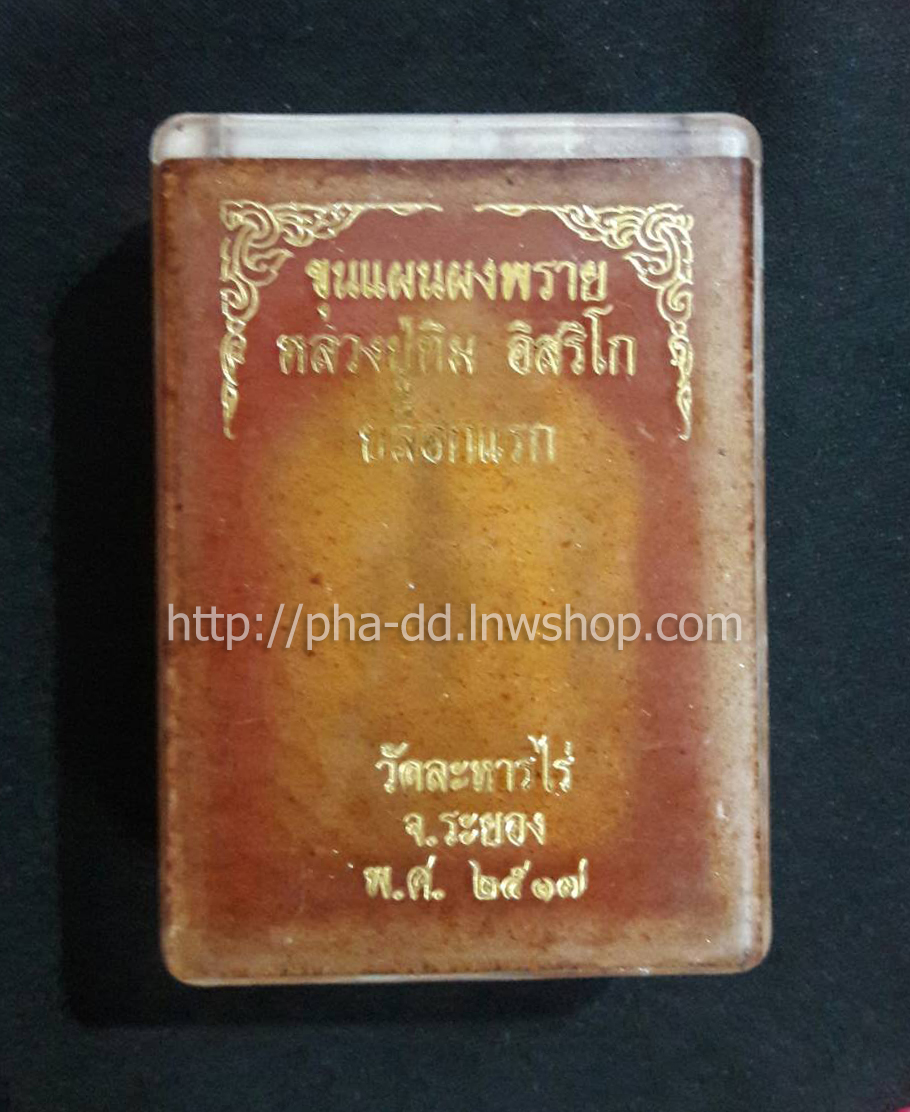 ขุนแผนผงพราย
หลวงปู่ทิม อิสริโก
บล๊อกแรก
http://pha-dd.lnwshop.com
วัดละหารไร่
จ.ระยอง
พ.ศ. ๒๕๑๗